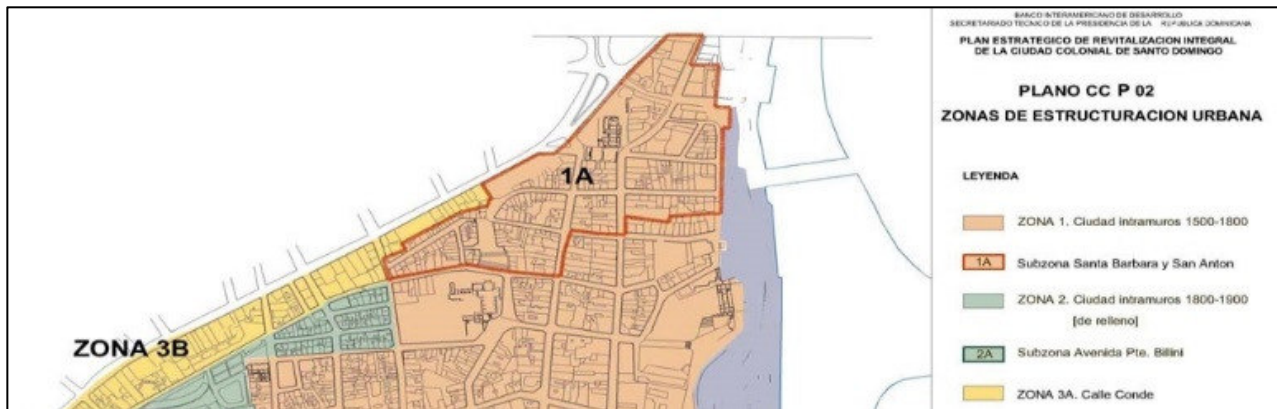 BANCO INTERAMERICANO DE DESARROLLO
SECRETARIADO TECNICO DE LA PRESIDENCIA DE LA REPUBLICA DOMINICANA
PLAN ESTRATEGICO DE REVITALIZACION INTEGRAL
DE LA CIUDAD COLONIAL DE SANTO DOMINGO
PLANO CC P 02
ZONAS DE ESTRUCTURACION URBANA
LEYENDA
ZONA 1. Ciudad intramuros 1500-1800
1A Subzona Santa Barbara y San Anton
ZONA 2. Ciudad intramuros 1800-1900
[de relleno]
2A Subzona Avenida Pte. Billini
ZONA 3A. Calle Conde
1A
ZONA 3B